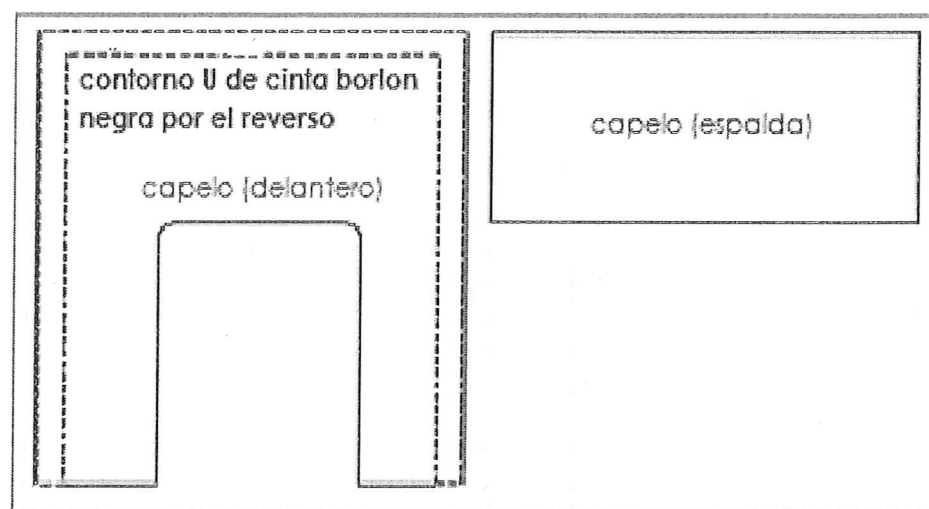 contorno U de cinta borlon
negra por el reverso
capelo (delantero)
capelo (espalda)